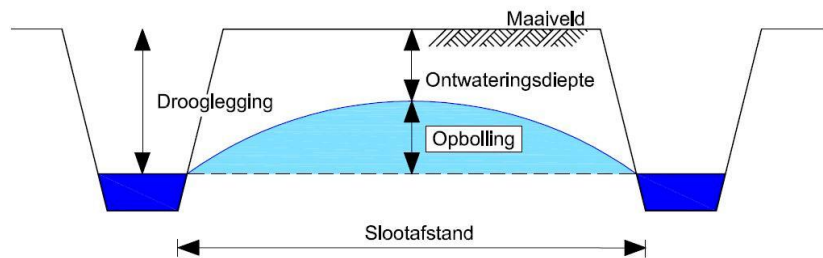 Maaiveld
Drooglegging
Ontwateringsdiepte
Opbolling
Slootafstand